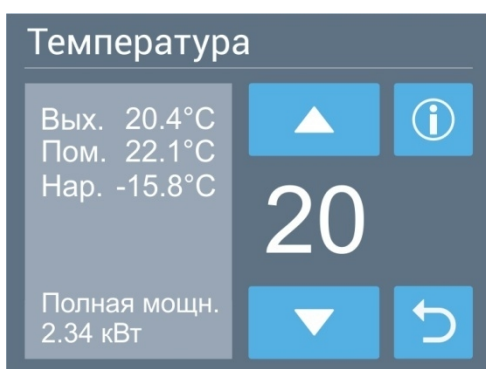 Температура
Вых. 20.4°C
Пом. 22.1°C
Нар. -15.8°C
20
Полная мощн.
2.34 кВт